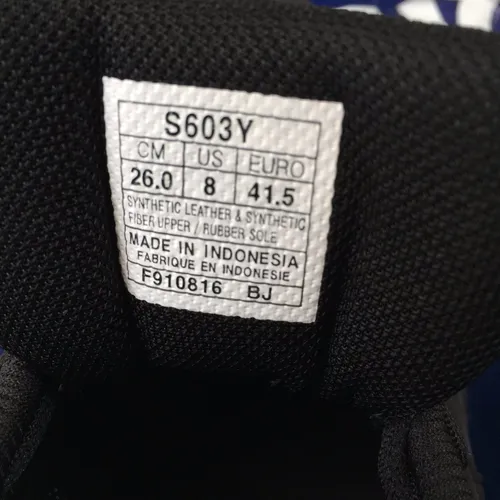 S603Y
CM US EURO
26.0 8 41.5
SYNTHETIC LEATHER & SYNTHETIC
FIBER UPPER / RUBBER SOLE
MADE IN INDONESIA
FABRIQUE EN INDONESIE
F910816 BJ